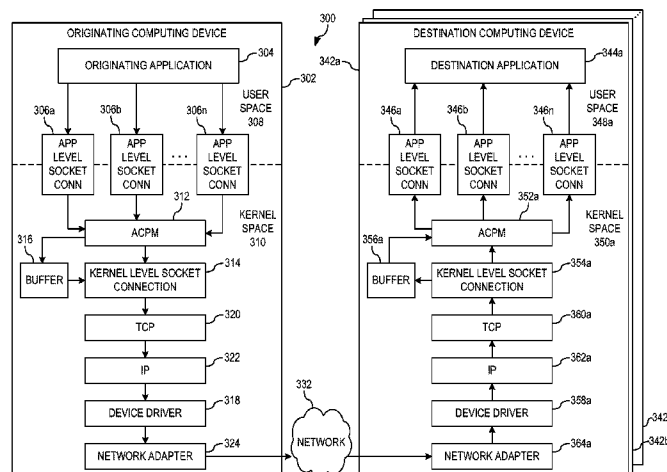 300
ORIGINATING COMPUTING DEVICE
304
ORIGINATING APPLICATION
302
306a
306b
306n
USER
SPACE
308
APP
LEVEL
SOCKET
CONN
APP
LEVEL
SOCKET
CONN
...
APP
LEVEL
SOCKET
CONN
312
KERNEL
SPACE
310
ACPM
316
314
BUFFER
KERNEL LEVEL SOCKET
CONNECTION
320
TCP
322
IP
318
DEVICE DRIVER
324
NETWORK ADAPTER
332
NETWORK
DESTINATION COMPUTING DEVICE
342a
344a
DESTINATION APPLICATION
346a
346b
346n
USER
SPACE
348a
APP
LEVEL
SOCKET
CONN
APP
LEVEL
SOCKET
CONN
...
APP
LEVEL
SOCKET
CONN
352a
KERNEL
SPACE
350a
ACPM
356a
354a
BUFFER
KERNEL LEVEL SOCKET
CONNECTION
360a
TCP
362a
IP
358a
DEVICE DRIVER
364a
NETWORK ADAPTER
342b